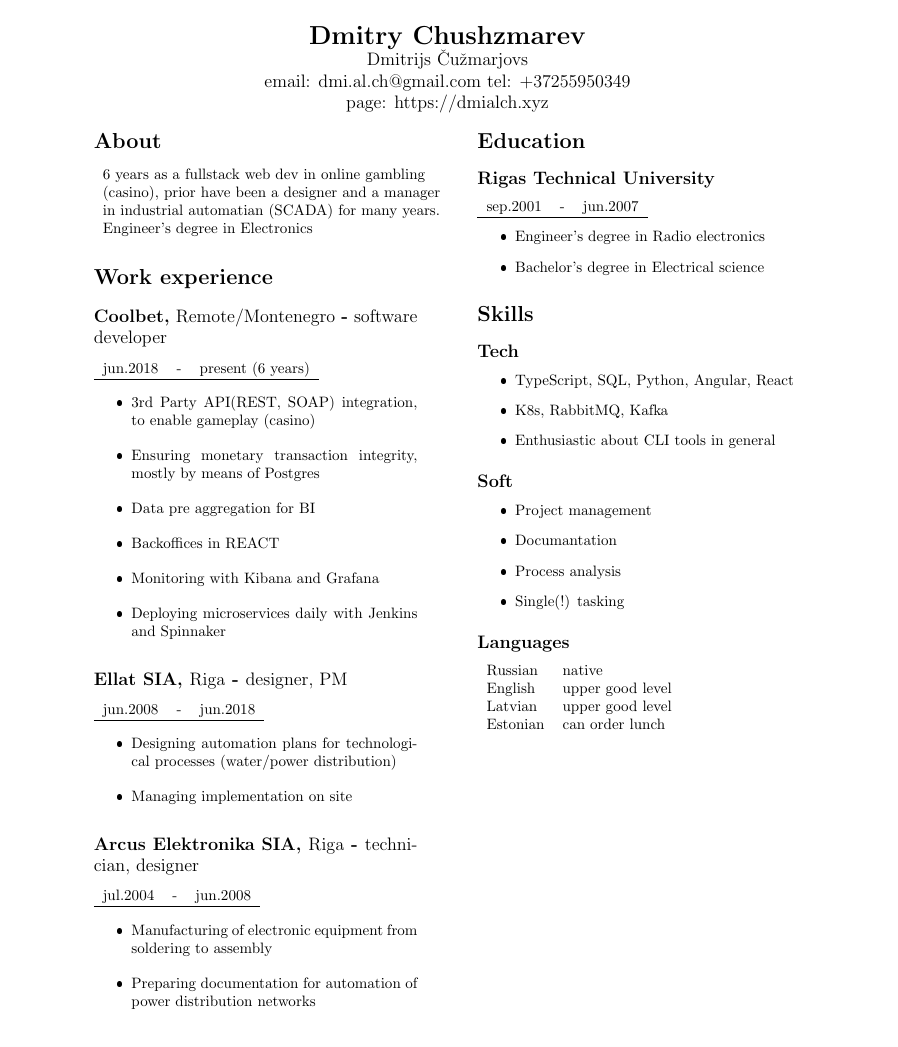 Dmitry Chushzmarev
Dmitrijs Čužmarjovs
email: dmi.al.ch@gmail.com tel: +37255950349
page: https://dmialch.xyz
About
6 years as a fullstack web dev in online gambling
(casino), prior have been a designer and a manager
in industrial automatian (SCADA) for many years.
Engineer's degree in Electronics
Work experience
Coolbet, Remote/Montenegro - software
developer
jun.2018 - present (6 years)
• 3rd Party API(REST, SOAP) integration,
to enable gameplay (casino)
• Ensuring monetary transaction integrity,
mostly by means of Postgres
• Data pre aggregation for BI
• Backoffices in REACT
• Monitoring with Kibana and Grafana
• Deploying microservices daily with Jenkins
and Spinnaker
Ellat SIA, Riga - designer, PM
jun.2008 - jun.2018
• Designing automation plans for technologi-
cal processes (water/power distribution)
• Managing implementation on site
Arcus Elektronika SIA, Riga - techni-
cian, designer
jul.2004 - jun.2008
• Manufacturing of electronic equipment from
soldering to assembly
• Preparing documentation for automation of
power distribution networks
Education
Rigas Technical University
sep.2001 - jun.2007
• Engineer's degree in Radio electronics
• Bachelor's degree in Electrical science
Skills
Tech
• TypeScript, SQL, Python, Angular, React
• K8s, RabbitMQ, Kafka
• Enthusiastic about CLI tools in general
Soft
• Project management
• Documantation
• Process analysis
• Single(!) tasking
Languages
Russian native
English upper good level
Latvian upper good level
Estonian can order lunch